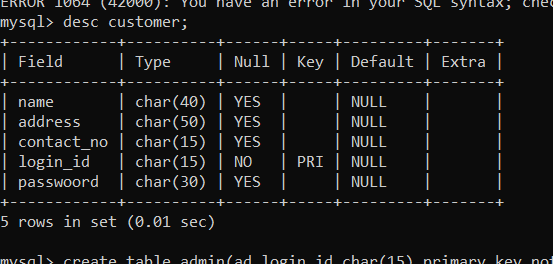 ERROR 1064 (42000): You have an error in your SQL syntax; chec
mysql> desc customer;
+------------+----------+------+-----+---------+-------+
| Field      | Type     | Null | Key | Default | Extra |
+------------+----------+------+-----+---------+-------+
| name       | char(40) | YES  |     | NULL    |       |
| address    | char(50) | YES  |     | NULL    |       |
| contact_no | char(15) | YES  |     | NULL    |       |
| login_id   | char(15) | NO   | PRI | NULL    |       |
| passwoord  | char(30) | YES  |     | NULL    |       |
+------------+----------+------+-----+---------+-------+
5 rows in set (0.01 sec)
mysql> create table admin(ad_login_id char(15) primary key not